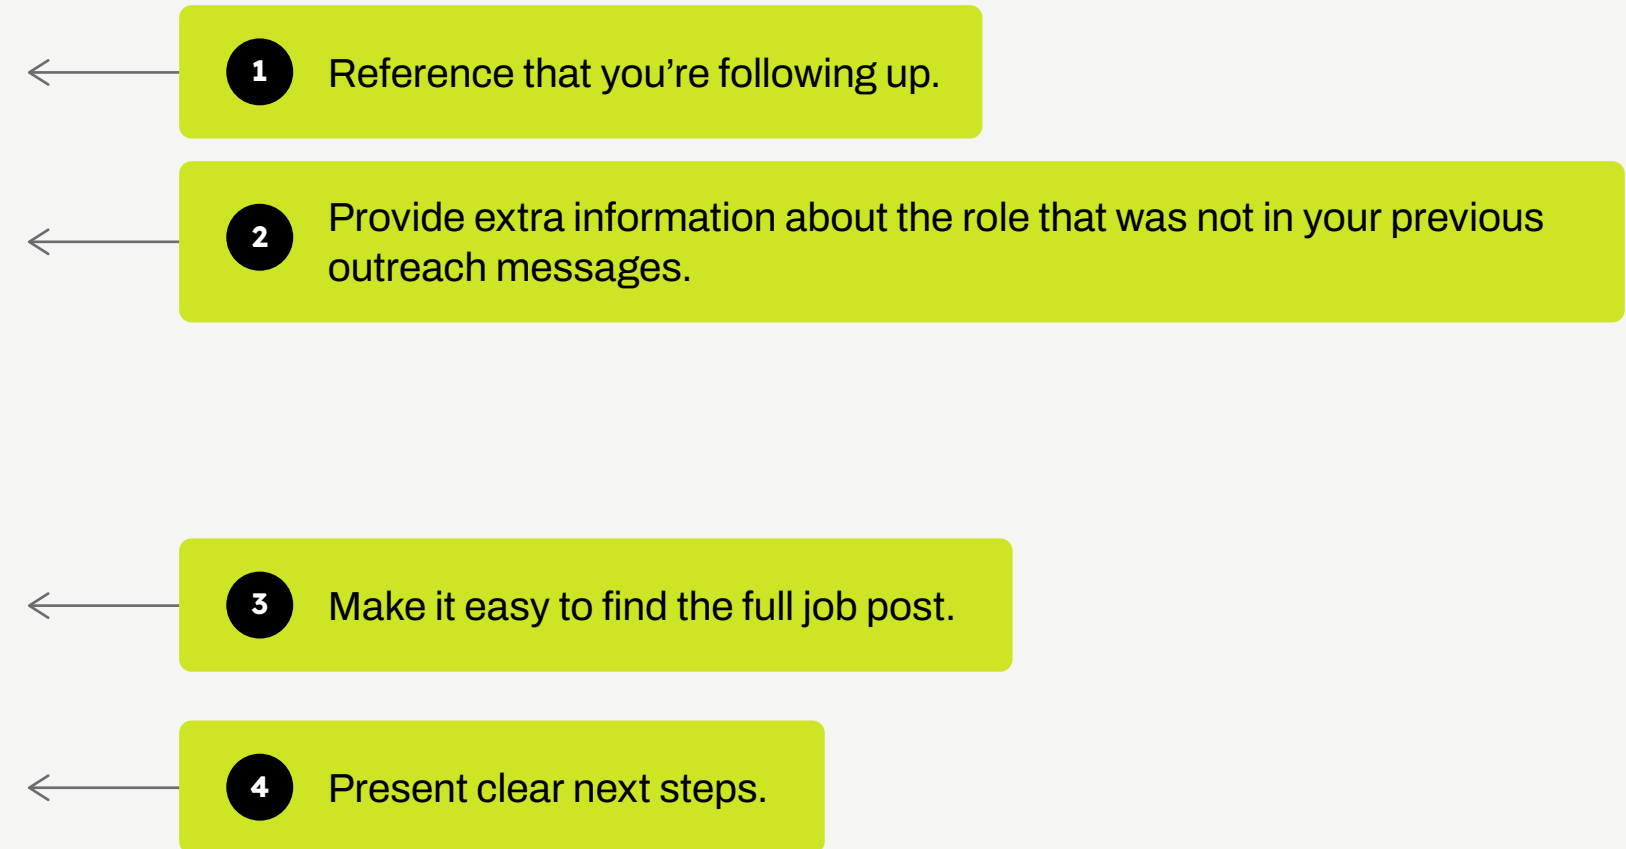 1 Reference that you’re following up.
2 Provide extra information about the role that was not in your previous
outreach messages.
3 Make it easy to find the full job post.
4 Present clear next steps.